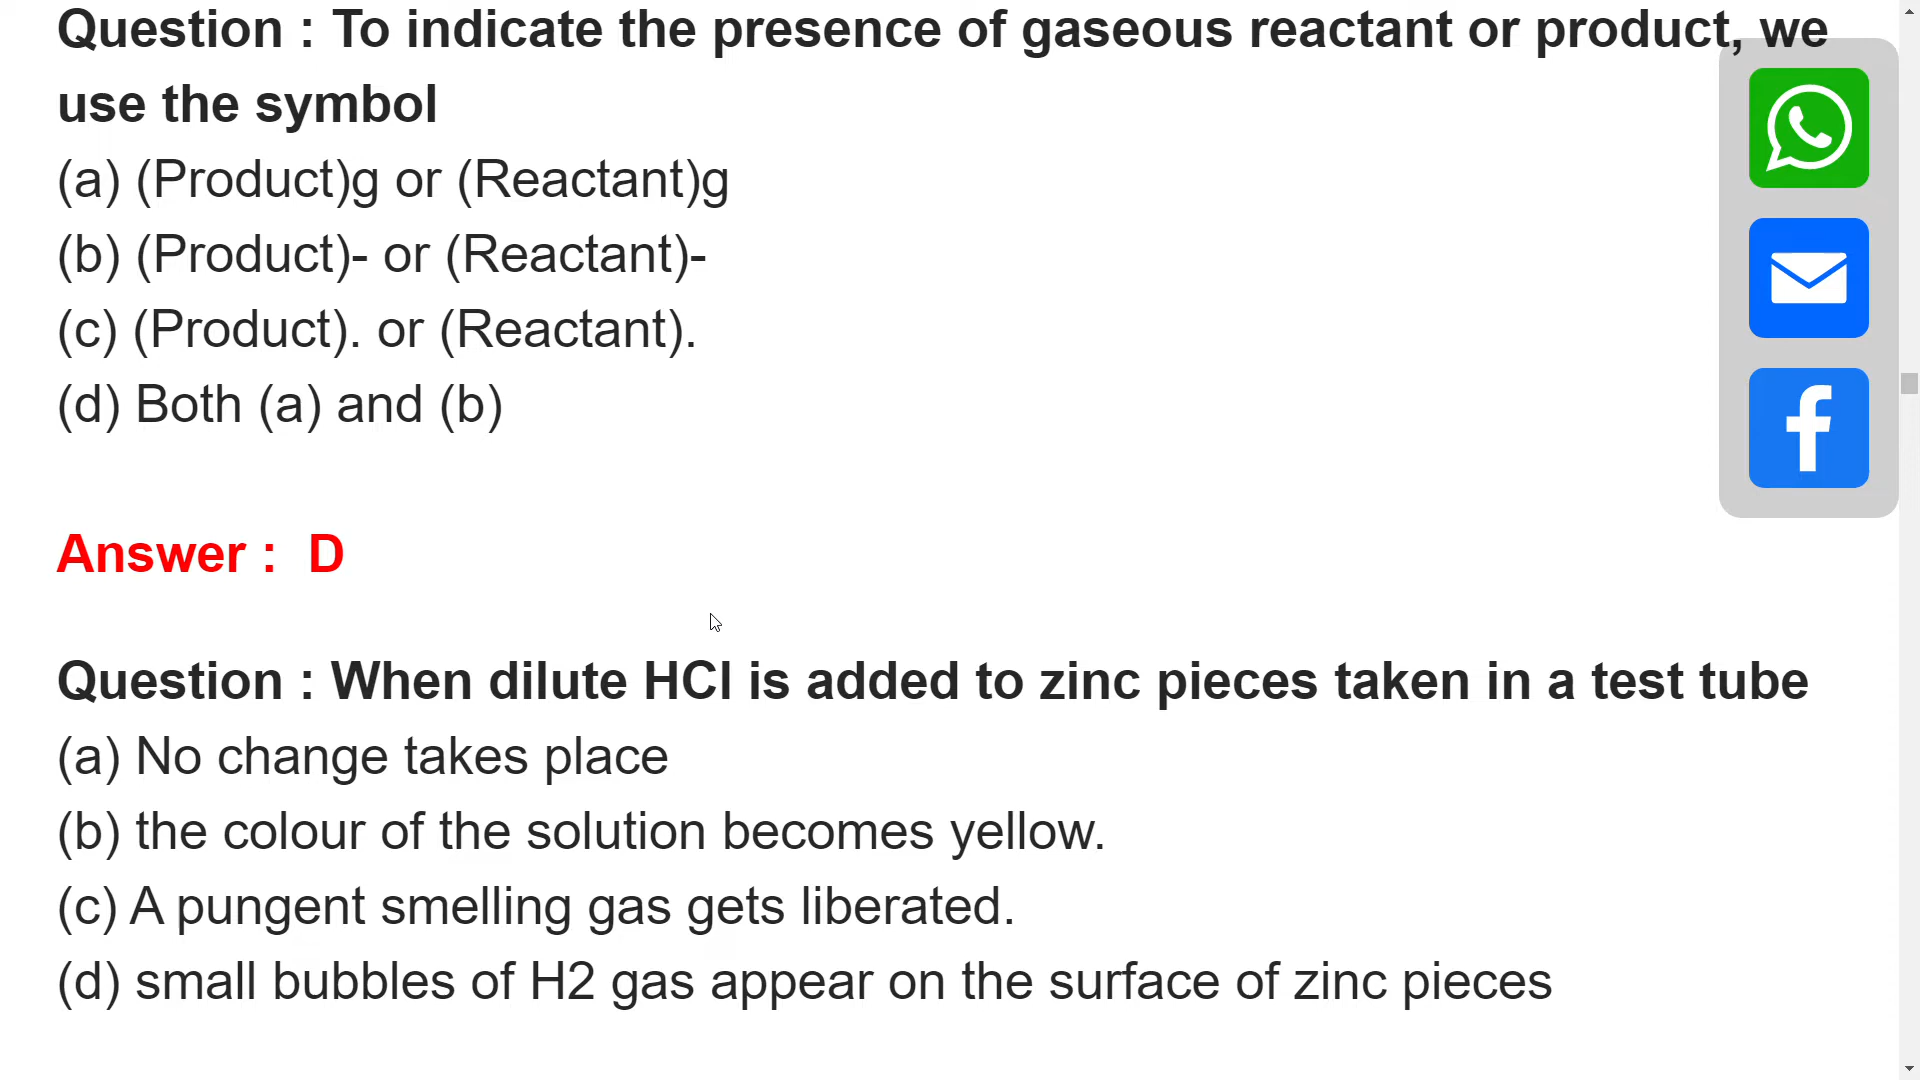 Question : To indicate the presence of gaseous reactant or product, we
use the symbol
(a) (Product)g or (Reactant)g
(b) (Product)- or (Reactant)-
(c) (Product). or (Reactant).
(d) Both (a) and (b)
Answer :  D
Question : When dilute HCl is added to zinc pieces taken in a test tube
(a) No change takes place
(b) the colour of the solution becomes yellow.
(c) A pungent smelling gas gets liberated.
(d) small bubbles of H2 gas appear on the surface of zinc pieces